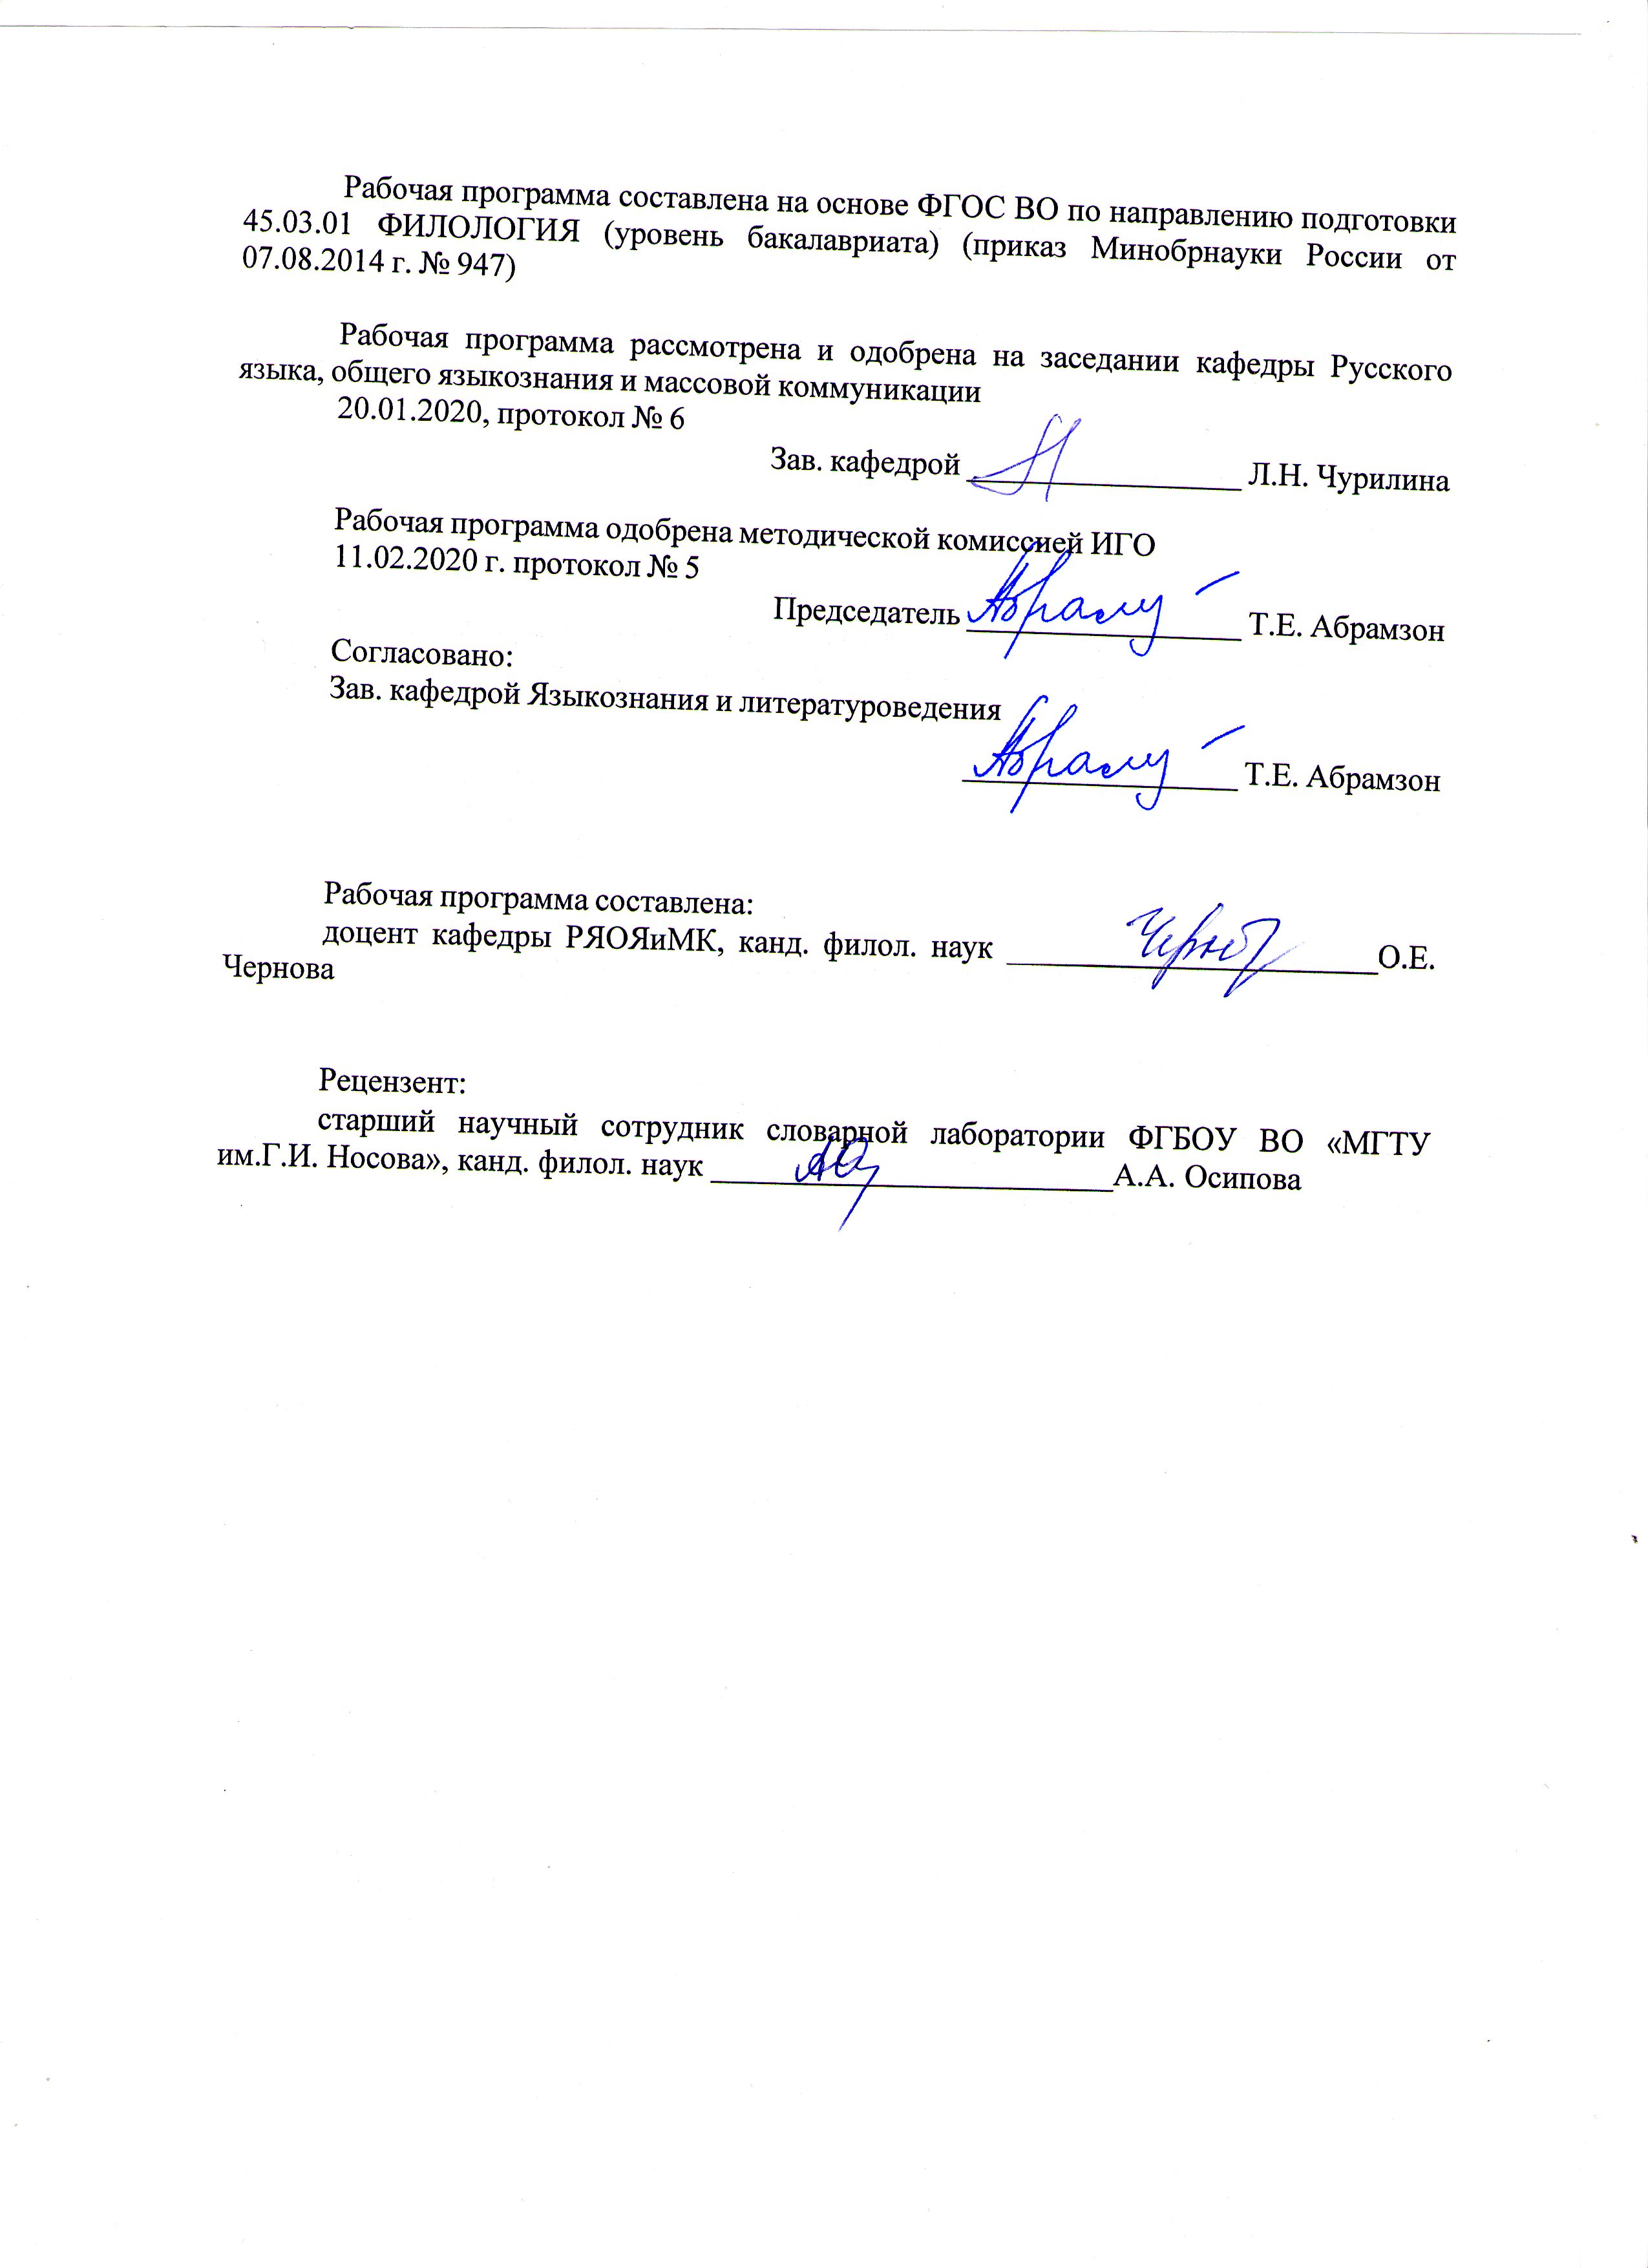 Рабочая программа составлена на основе ФГОС ВО по направлению подготовки
45.03.01 ФИЛОЛОГИЯ (уровень бакалавриата) (приказ Минобрнауки России от
07.08.2014 г. № 947)
Рабочая программа рассмотрена и одобрена на заседании кафедры Русского
языка, общего языкознания и массовой коммуникации
20.01.2020, протокол № 6
Зав. кафедрой Л.Н. Чурилина
Рабочая программа одобрена методической комиссией ИГО
11.02.2020 г. протокол № 5
Председатель Т.Е. Абрамзон
Согласовано:
Зав. кафедрой Языкознания и литературоведения
Т.Е. Абрамзон
Рабочая программа составлена:
доцент кафедры РЯОЯиМК, канд. филол. наук О.Е.
Чернова
Рецензент:
старший научный сотрудник словарной лаборатории ФГБОУ ВО «МГТУ
им.Г.И. Носова», канд. филол. наук А.А. Осипова